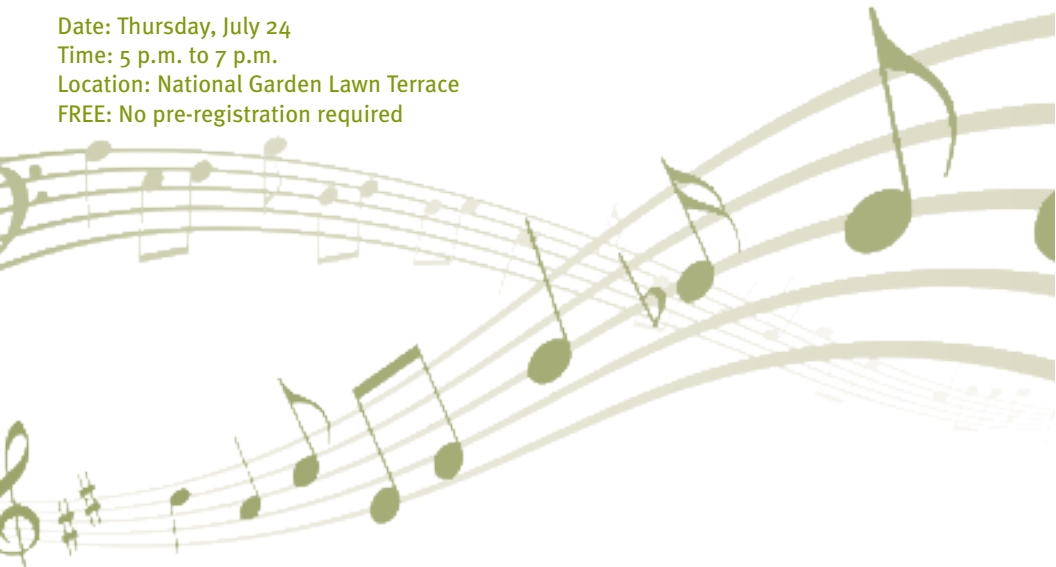 Date: Thursday, July 24
Time: 5 p.m. to 7 p.m.
Location: National Garden Lawn Terrace
FREE: No pre-registration required